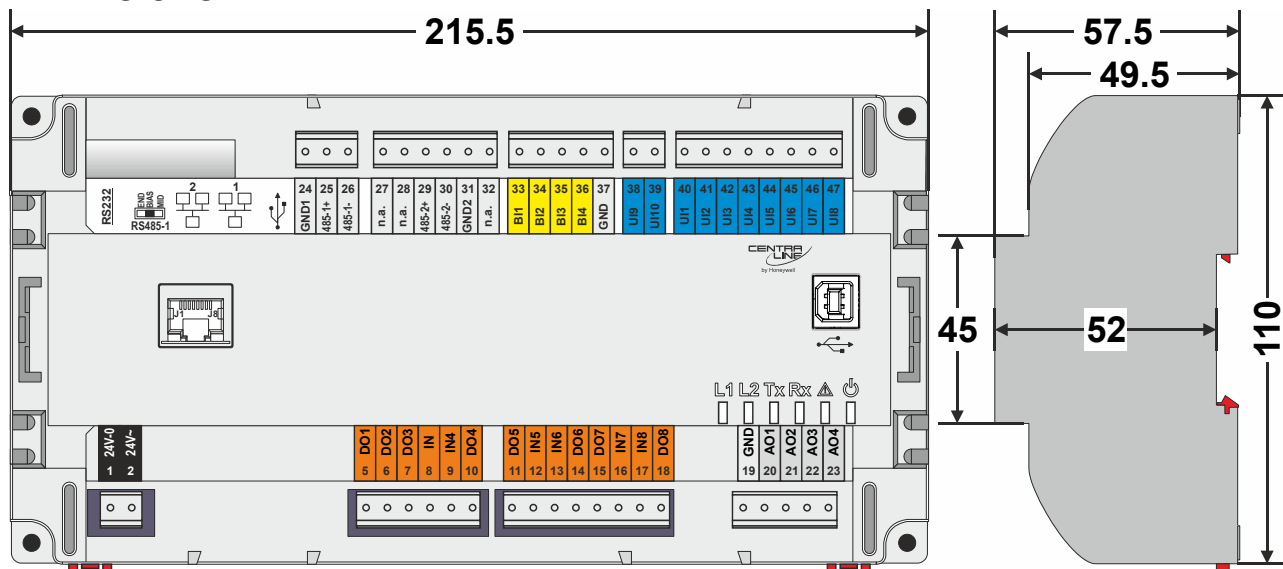 215.5
57.5
49.5
RS232
END
BIAS
MID
RS485-1
2
1
24 25 26 27 28 29 30 31 32 33 34 35 36 37 38 39 40 41 42 43 44 45 46 47
GND1 485-1+ 485-1- n.a. n.a. 485-2+ 485-2- GND2 n.a. BI1 BI2 BI3 BI4 GND UI9 UI10 UI1 UI2 UI3 UI4 UI5 UI6 UI7 UI8
CENTRA
LINE
by Honeywell
J1 J8
45
52
110
L1 L2 Tx Rx
24V-0 24V~ DO1 DO2 DO3 IN IN4 DO4 DO5 IN5 IN6 DO6 DO7 IN7 IN8 DO8 GND AO1 AO2 AO3 AO4
1 2 5 6 7 8 9 10 11 12 13 14 15 16 17 18 19 20 21 22 23